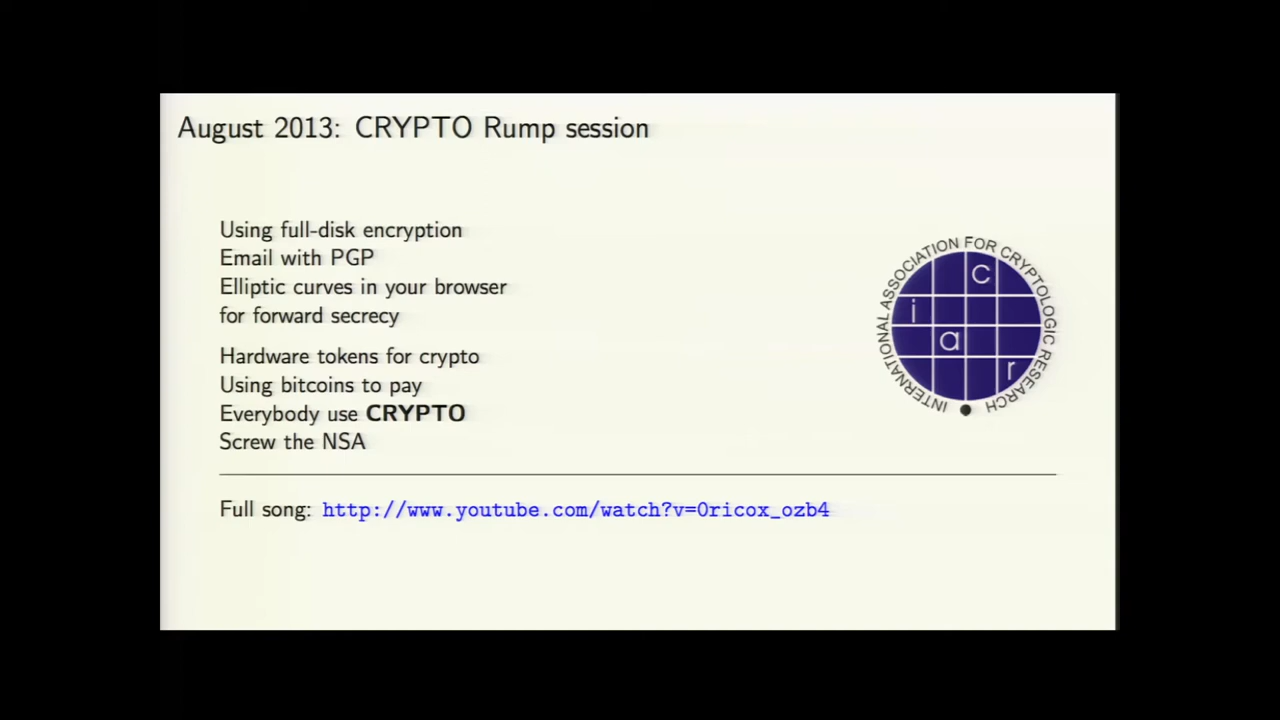 August 2013: CRYPTO Rump session
Using full-disk encryption
Email with PGP
Elliptic curves in your browser
for forward secrecy
Hardware tokens for crypto
Using bitcoins to pay
Everybody use CRYPTO
Screw the NSA
Full song: http://www.youtube.com/watch?v=0ricox_ozb4
INTERNATIONAL ASSOCIATION FOR CRYPTOLOGIC RESEARCH
c
i
a
r